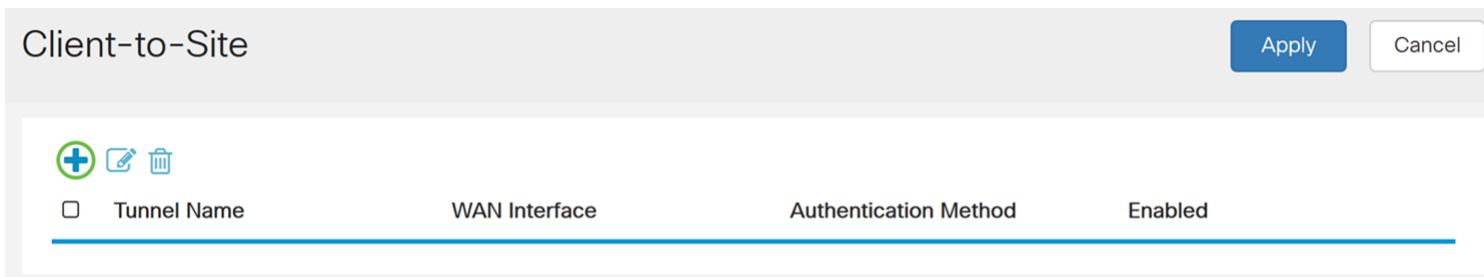 Client-to-Site
Apply Cancel
Tunnel Name WAN Interface Authentication Method Enabled